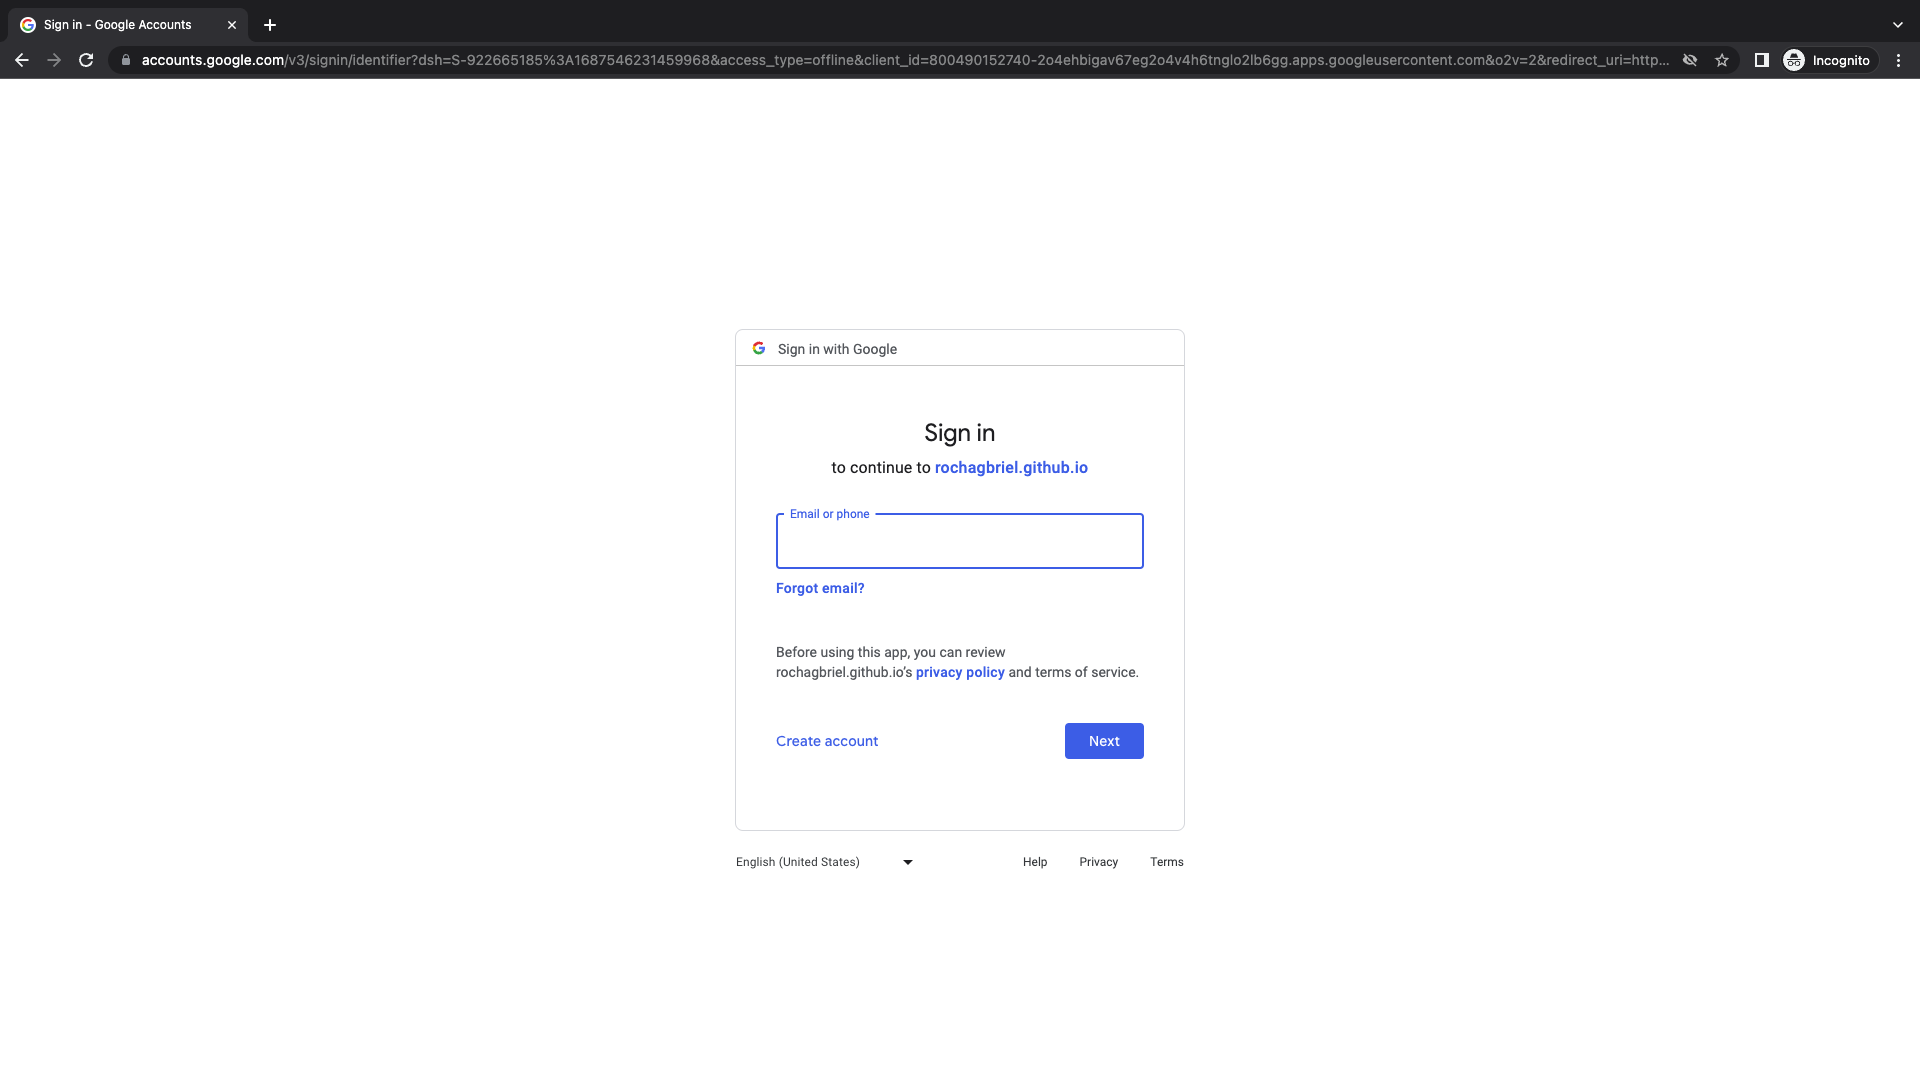 Sign in - Google Accounts
accounts.google.com/v3/signin/identifier?dsh=S-922665185%3A1687546231459968&access_type=offline&client_id=800490152740-2o4ehbigav67eg2o4v4h6tnglo2lb6gg.apps.googleusercontent.com&o2v=2&redirect_uri=http...
Incognito
Sign in with Google
Sign in
to continue to rochagbriel.github.io
Email or phone
Forgot email?
Before using this app, you can review
rochagbriel.github.io’s privacy policy and terms of service.
Create account
Next
English (United States)
Help
Privacy
Terms